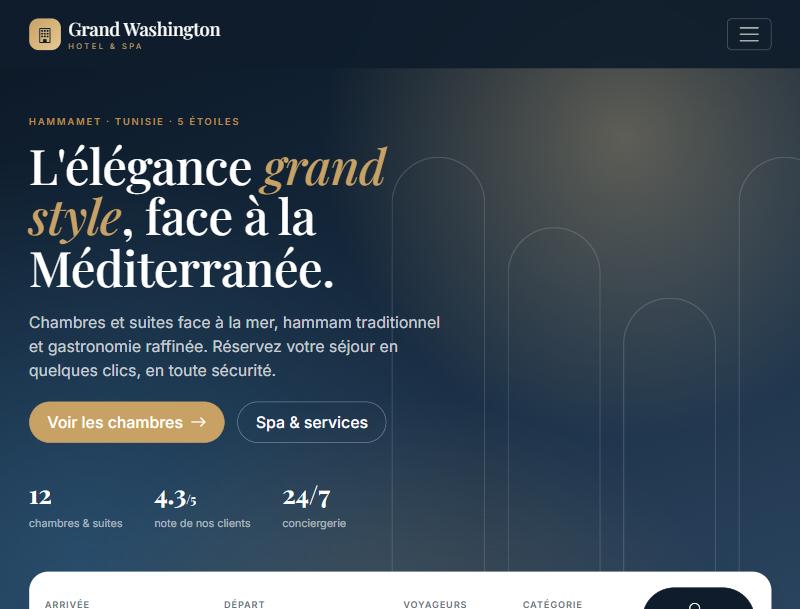 Grand Washington
HOTEL & SPA
HAMMAMET · TUNISIE · 5 ÉTOILES
L'élégance grand
style, face à la
Méditerranée.
Chambres et suites face à la mer, hammam traditionnel
et gastronomie raffinée. Réservez votre séjour en
quelques clics, en toute sécurité.
Voir les chambres → Spa & services
12 4.3/5 24/7
chambres & suites note de nos clients conciergerie
ARRIVÉE DÉPART VOYAGEURS CATÉGORIE